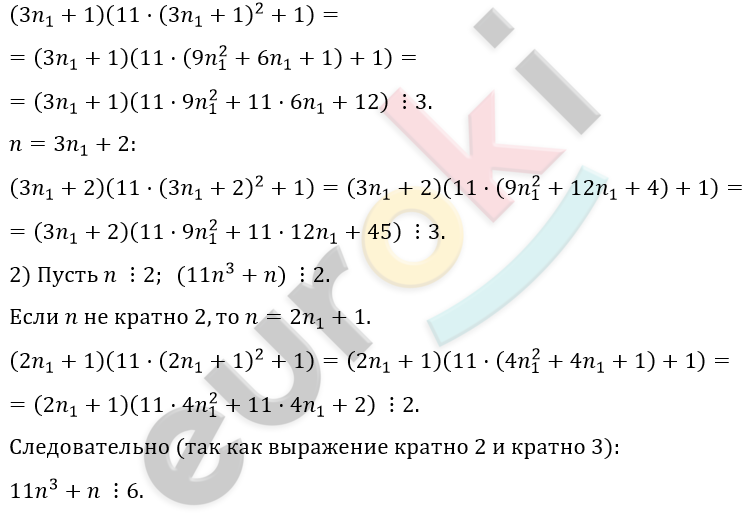 (3n₁ + 1)(11 · (3n₁ + 1)² + 1) =
= (3n₁ + 1)(11 · (9n₁² + 6n₁ + 1) + 1) =
= (3n₁ + 1)(11 · 9n₁² + 11 · 6n₁ + 12) ⋮3.
n = 3n₁ + 2:
(3n₁ + 2)(11 · (3n₁ + 2)² + 1) = (3n₁ + 2)(11 · (9n₁² + 12n₁ + 4) + 1) =
= (3n₁ + 2)(11 · 9n₁² + 11 · 12n₁ + 45) ⋮3.
2) Пусть n ⋮2; (11n³ + n) ⋮2.
Если n не кратно 2, то n = 2n₁ + 1.
(2n₁ + 1)(11 · (2n₁ + 1)² + 1) = (2n₁ + 1)(11 · (4n₁² + 4n₁ + 1) + 1) =
= (2n₁ + 1)(11 · 4n₁² + 11 · 4n₁ + 2) ⋮2.
Следовательно (так как выражение кратно 2 и кратно 3):
11n³ + n ⋮6.
euroki